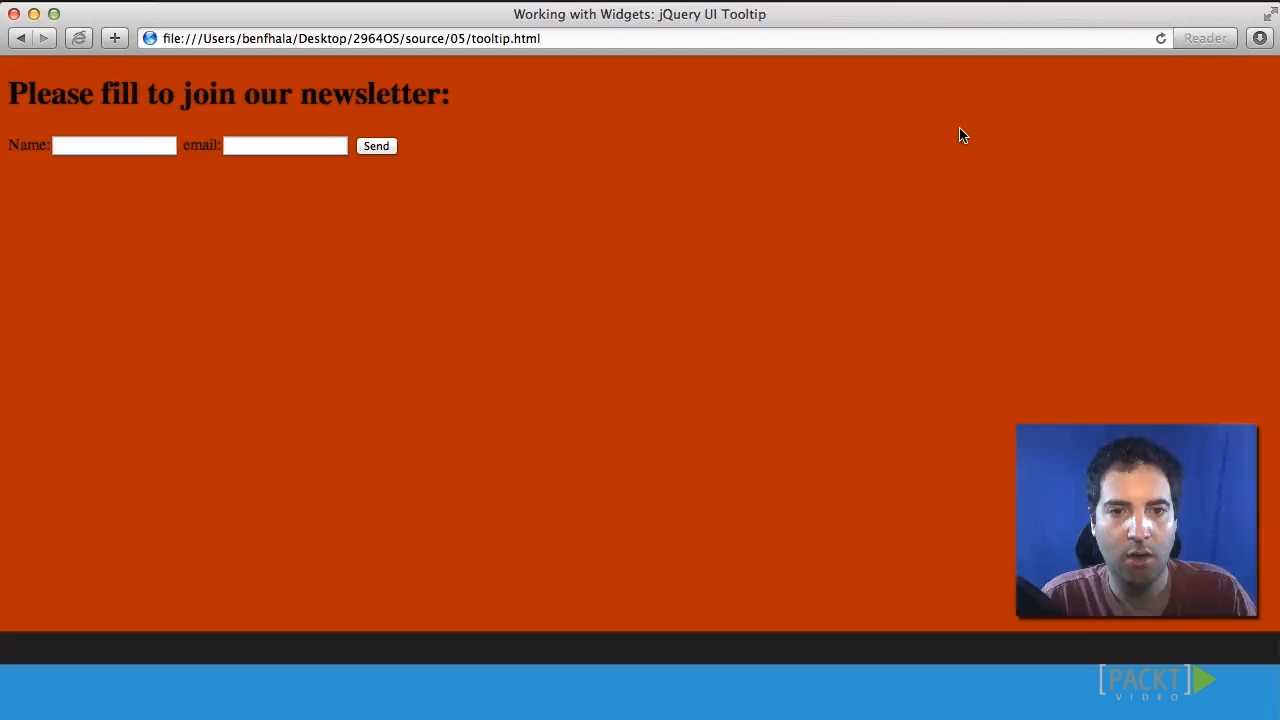 Working with Widgets: jQuery UI Tooltip
file:///Users/benfhala/Desktop/2964OS/source/05/tooltip.html
Reader
Please fill to join our newsletter:
Name: email: Send
[PACKT]
VIDEO